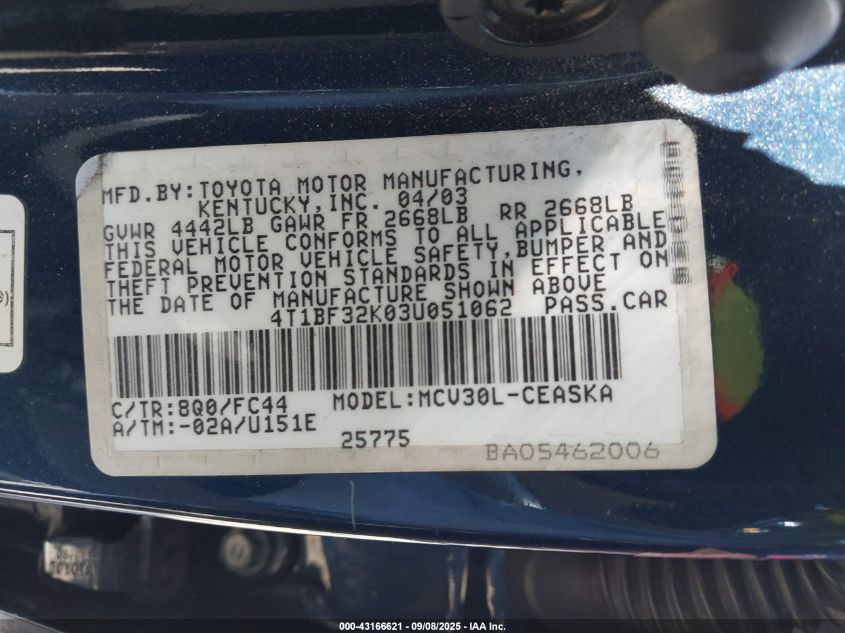 MFD.BY:TOYOTA MOTOR MANUFACTURING,
KENTUCKY,INC. 04/03
GVWR 4442LB GAWR FR 2668LB RR 2668LB
THIS VEHICLE CONFORMS TO ALL APPLICABLE
FEDERAL MOTOR VEHICLE SAFETY,BUMPER AND
THEFT PREVENTION STANDARDS IN EFFECT ON
THE DATE OF MANUFACTURE SHOWN ABOVE
4T1BF32K03U051062 PASS.CAR
C/TR:8Q0/FC44 MODEL:MCV30L-CEASKA
A/TM:-02A/U151E
25775
BA05462006
TOYOTA
000-43166621 - 09/08/2025 - IAA Inc.